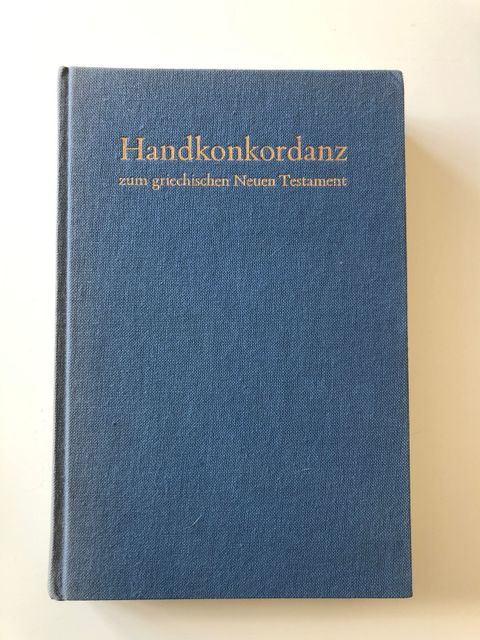 Handkonkordanz
zum griechischen Neuen Testament